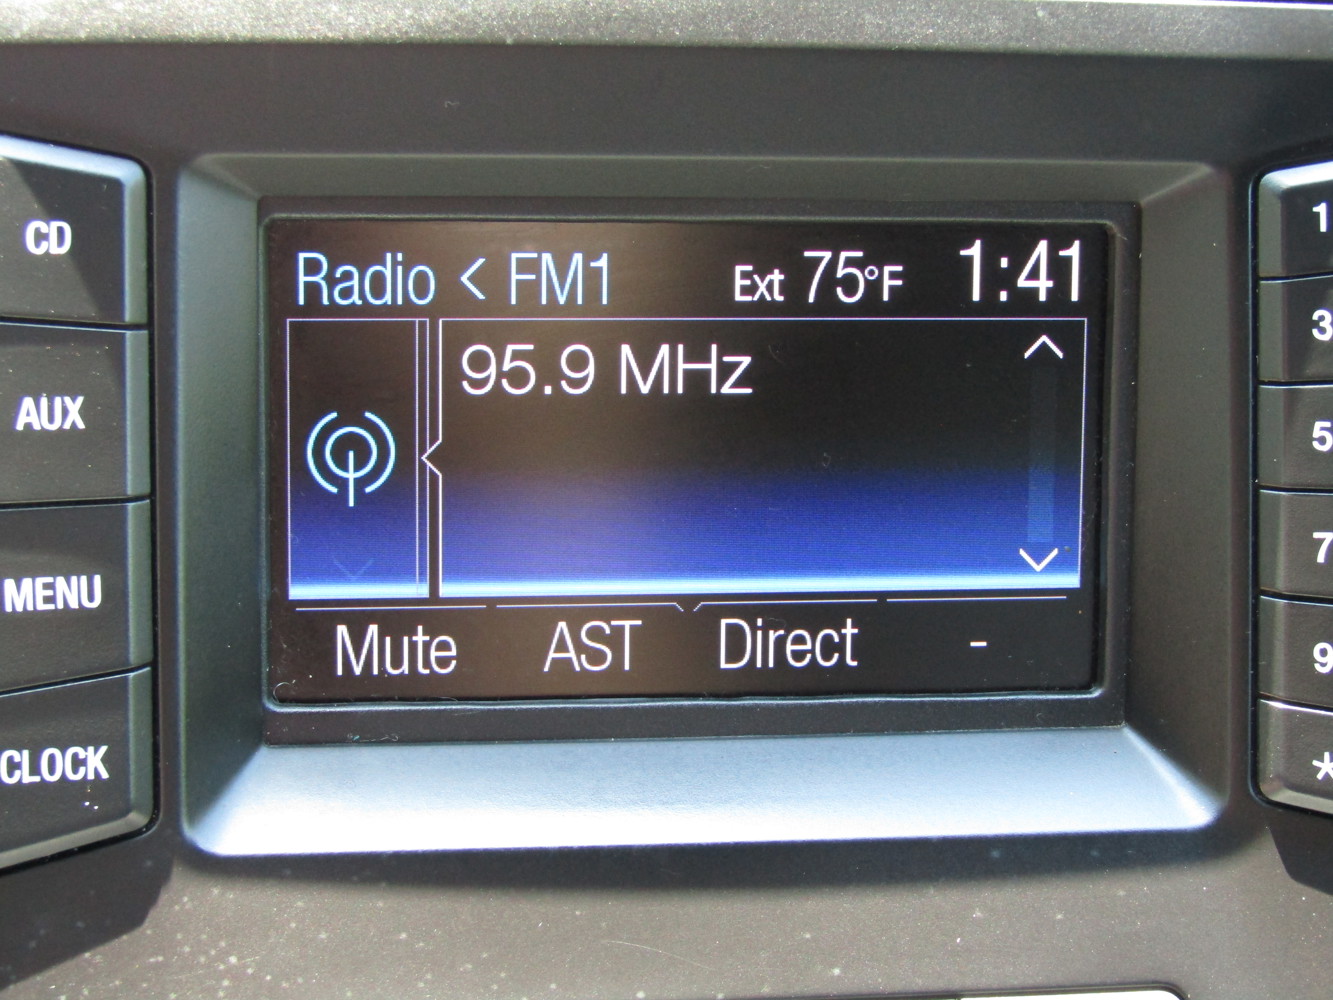 CD
AUX
MENU
CLOCK
Radio < FM1 Ext 75°F 1:41
95.9 MHz
Mute AST Direct -
1
3
5
7
9
*